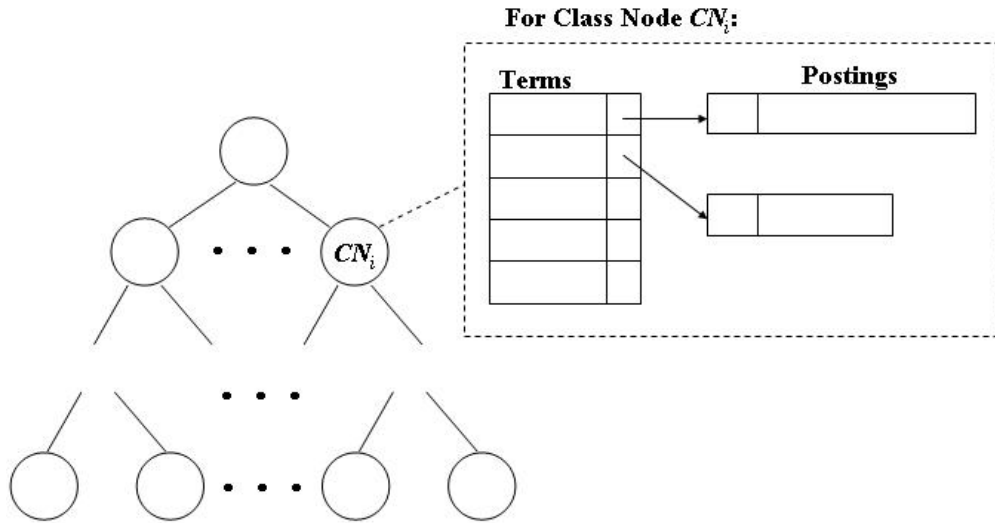 For Class Node CNᵢ:
Terms
Postings
CNᵢ